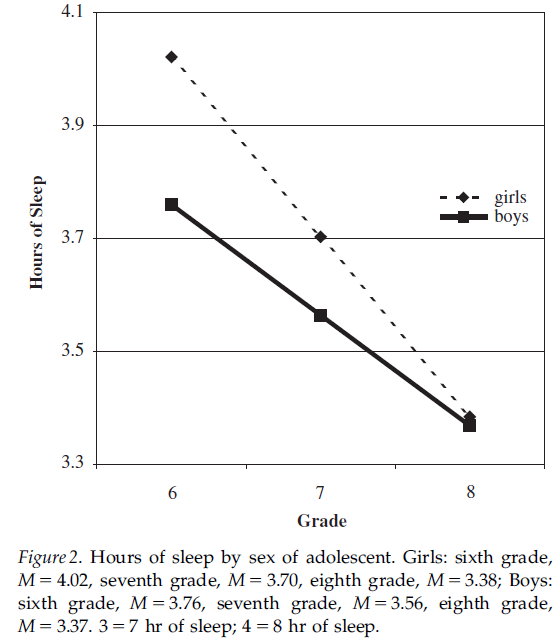 4.1
3.9
3.7
3.5
3.3
Hours of Sleep
girls
boys
6 7 8
Grade
Figure 2. Hours of sleep by sex of adolescent. Girls: sixth grade,
M = 4.02, seventh grade, M = 3.70, eighth grade, M = 3.38; Boys:
sixth grade, M = 3.76, seventh grade, M = 3.56, eighth grade,
M = 3.37. 3 = 7 hr of sleep; 4 = 8 hr of sleep.